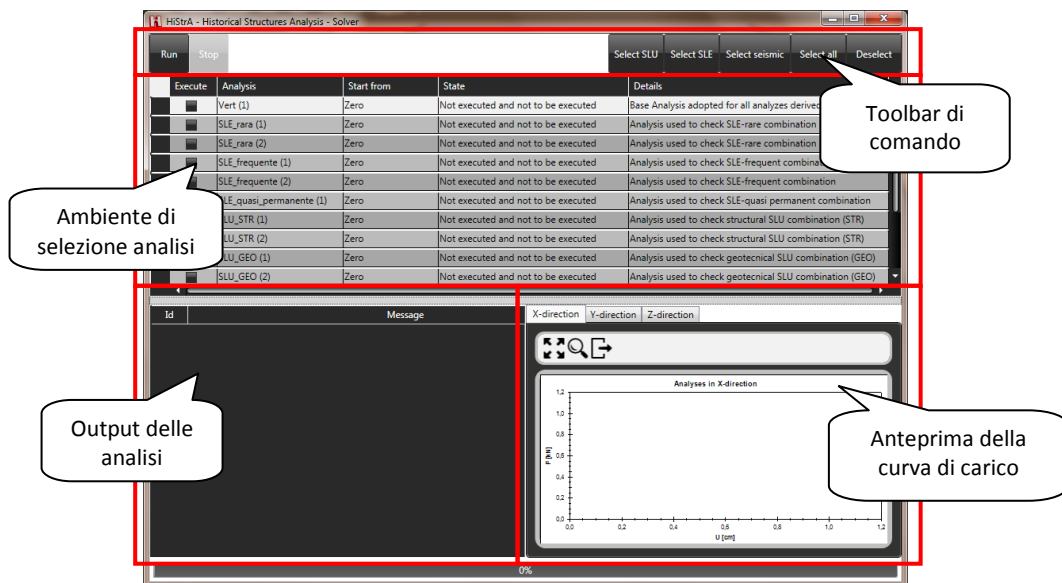 HiStrA - Historical Structures Analysis - Solver
Run Stop Select SLU Select SLE Select seismic Select all Deselect
Execute Analysis Start from State Details
Vert (1) Zero Not executed and not to be executed Base Analysis adopted for all analyzes derived
SLE_rara (1) Zero Not executed and not to be executed Analysis used to check SLE-rare combination
SLE_rara (2) Zero Not executed and not to be executed Analysis used to check SLE-rare combination
SLE_frequente (1) Zero Not executed and not to be executed Analysis used to check SLE-frequent
SLE_frequente (2) Zero Not executed and not to be executed Analysis used to check SLE-frequent combination
SLE_quasi_permanente (1) Zero Not executed and not to be executed Analysis used to check SLE-quasi permanent combination
SLU_STR (1) Zero Not executed and not to be executed Analysis used to check structural SLU combination (STR)
SLU_STR (2) Zero Not executed and not to be executed Analysis used to check structural SLU combination (STR)
SLU_GEO (1) Zero Not executed and not to be executed Analysis used to check geotecnical SLU combination (GEO)
SLU_GEO (2) Zero Not executed and not to be executed Analysis used to check geotecnical SLU combination (GEO)
Toolbar di
comando
Ambiente di
selezione analisi
Id Message
X-direction Y-direction Z-direction
Analyses in X-direction
F [kN]
1,2
1,0
0,8
0,6
0,4
0,2
0,0
0,0 0,2 0,4 0,6 0,8 1,0 1,2
U [cm]
Output delle
analisi
Anteprima della
curva di carico
0%